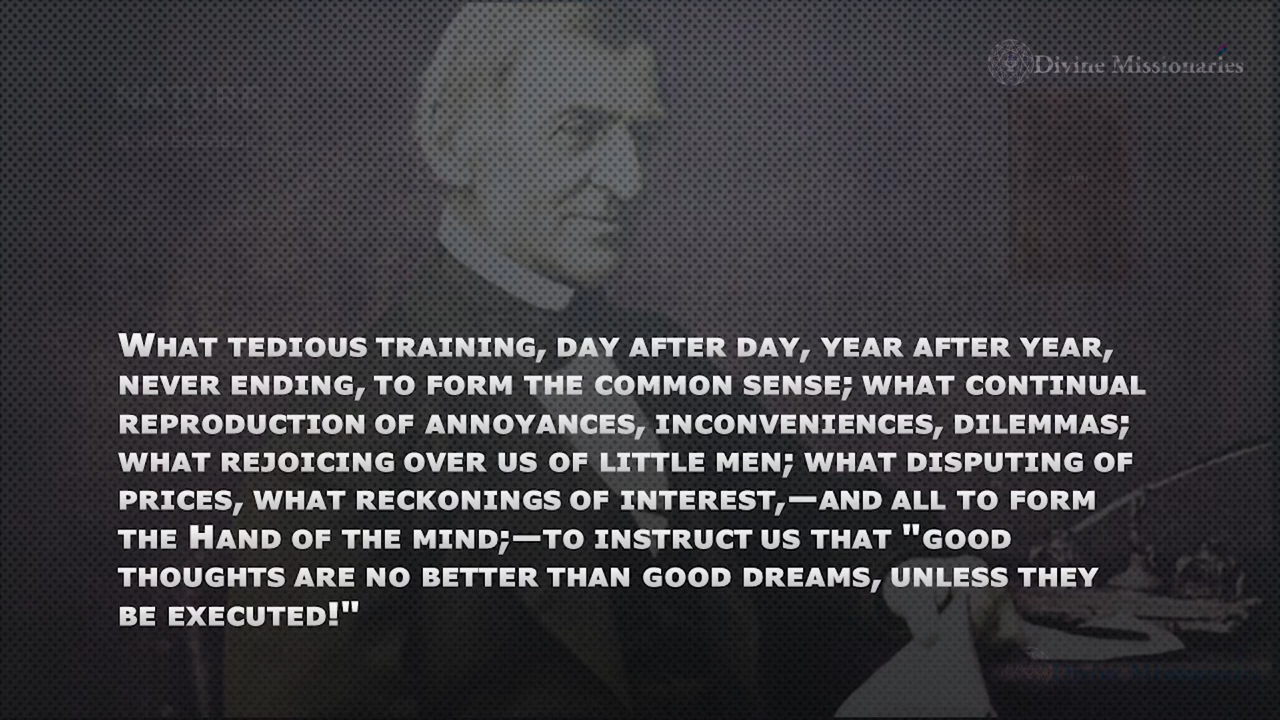 Divine Missionaries
NATURE
WHAT TEDIOUS TRAINING, DAY AFTER DAY, YEAR AFTER YEAR,
NEVER ENDING, TO FORM THE COMMON SENSE; WHAT CONTINUAL
REPRODUCTION OF ANNOYANCES, INCONVENIENCES, DILEMMAS;
WHAT REJOICING OVER US OF LITTLE MEN; WHAT DISPUTING OF
PRICES, WHAT RECKONINGS OF INTEREST,—AND ALL TO FORM
THE HAND OF THE MIND;—TO INSTRUCT US THAT "GOOD
THOUGHTS ARE NO BETTER THAN GOOD DREAMS, UNLESS THEY
BE EXECUTED!"